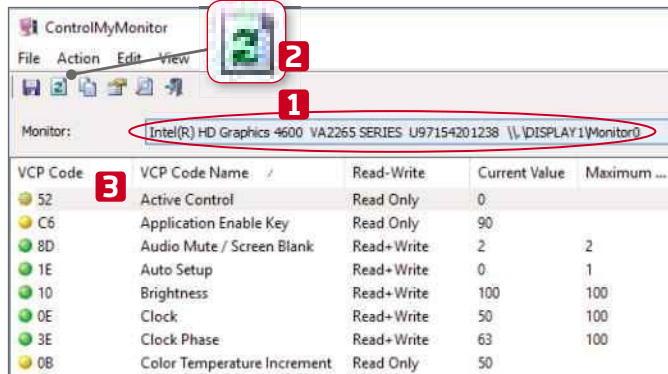 ControlMyMonitor
File Action Edit View
2
2
1
Monitor: Intel(R) HD Graphics 4600 VA2265 SERIES U97154201238 \\.\DISPLAY1\Monitor0
VCP Code VCP Code Name / Read-Write Current Value Maximum ...
3
52 Active Control Read Only 0
C6 Application Enable Key Read Only 90
8D Audio Mute / Screen Blank Read+Write 2 2
1E Auto Setup Read+Write 0 1
10 Brightness Read+Write 100 100
0E Clock Read+Write 50 100
3E Clock Phase Read+Write 63 100
0B Color Temperature Increment Read Only 50